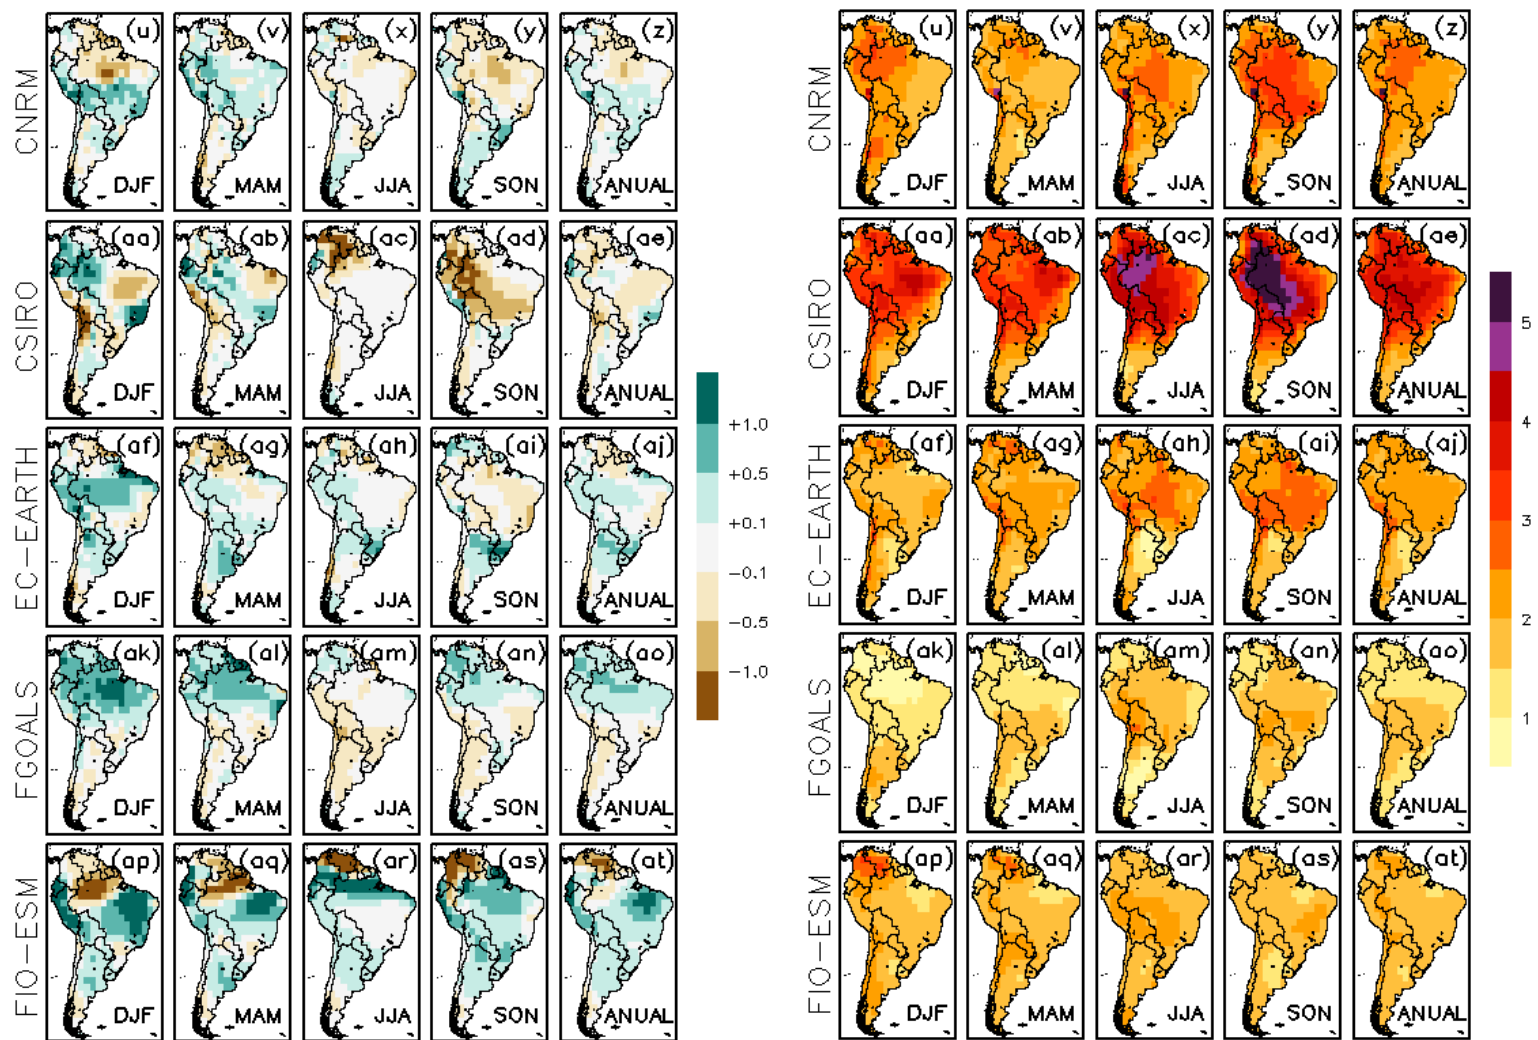 CNRM
(u) (v) (x) (y) (z)
DJF MAM JJA SON ANUAL
CSIRO
(aa) (ab) (ac) (ad) (ae)
DJF MAM JJA SON ANUAL
EC-EARTH
(af) (ag) (ah) (ai) (aj)
DJF MAM JJA SON ANUAL
FGOALS
(ak) (al) (am) (an) (ao)
DJF MAM JJA SON ANUAL
FIO-ESM
(ap) (aq) (ar) (as) (at)
DJF MAM JJA SON ANUAL
+1.0
+0.5
+0.1
-0.1
-0.5
-1.0
CNRM
(u) (v) (x) (y) (z)
DJF MAM JJA SON ANUAL
CSIRO
(aa) (ab) (ac) (ad) (ae)
DJF MAM JJA SON ANUAL
EC-EARTH
(af) (ag) (ah) (ai) (aj)
DJF MAM JJA SON ANUAL
FGOALS
(ak) (al) (am) (an) (ao)
DJF MAM JJA SON ANUAL
FIO-ESM
(ap) (aq) (ar) (as) (at)
DJF MAM JJA SON ANUAL
5
4
3
2
1